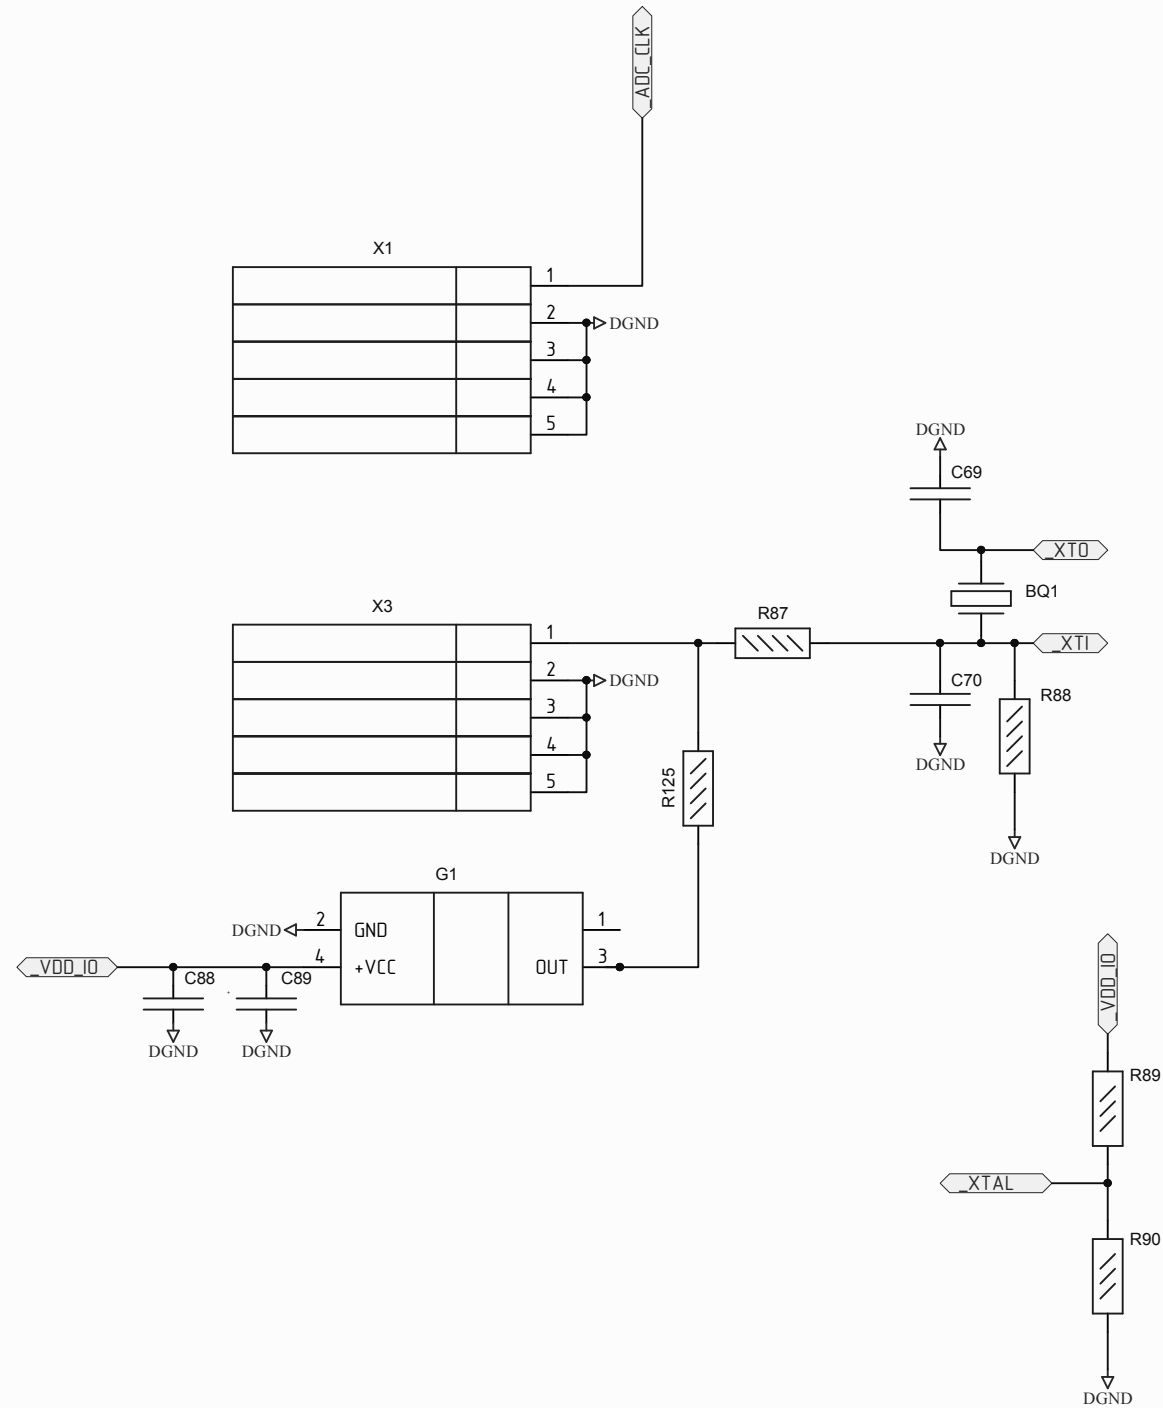 _ADC_CLK
X1
1
2
DGND
3
4
5
DGND
C69
_XTO
BQ1
X3
R87
1
_XTI
2
DGND
C70
R88
3
4
DGND
5
R125
DGND
G1
2
1
DGND
GND
4
3
_VDD_IO
+VCC
OUT
C88
C89
_VDD_IO
DGND
DGND
R89
_XTAL
R90
DGND